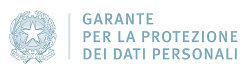 GARANTE
PER LA PROTEZIONE
DEI DATI PERSONALI